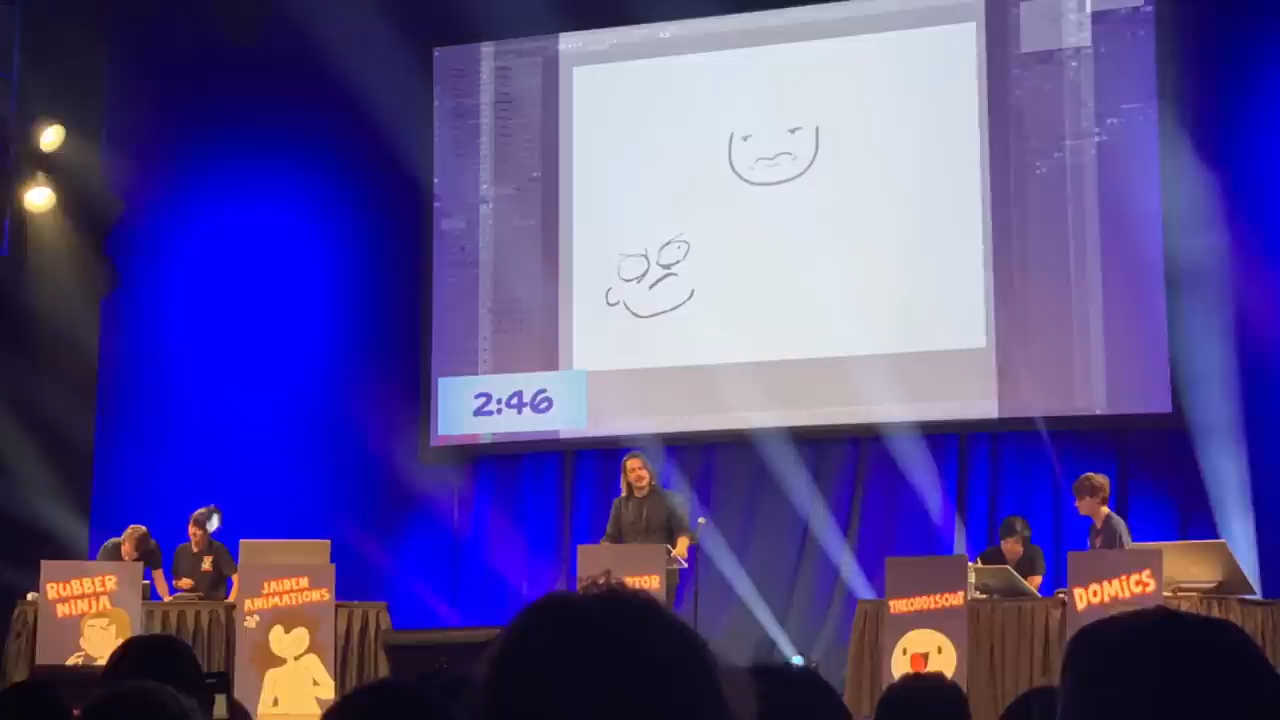 2:46
RUBBER
NINJA
JAIDEN
ANIMATIONS
THEODD1SOUT
DOMiCS